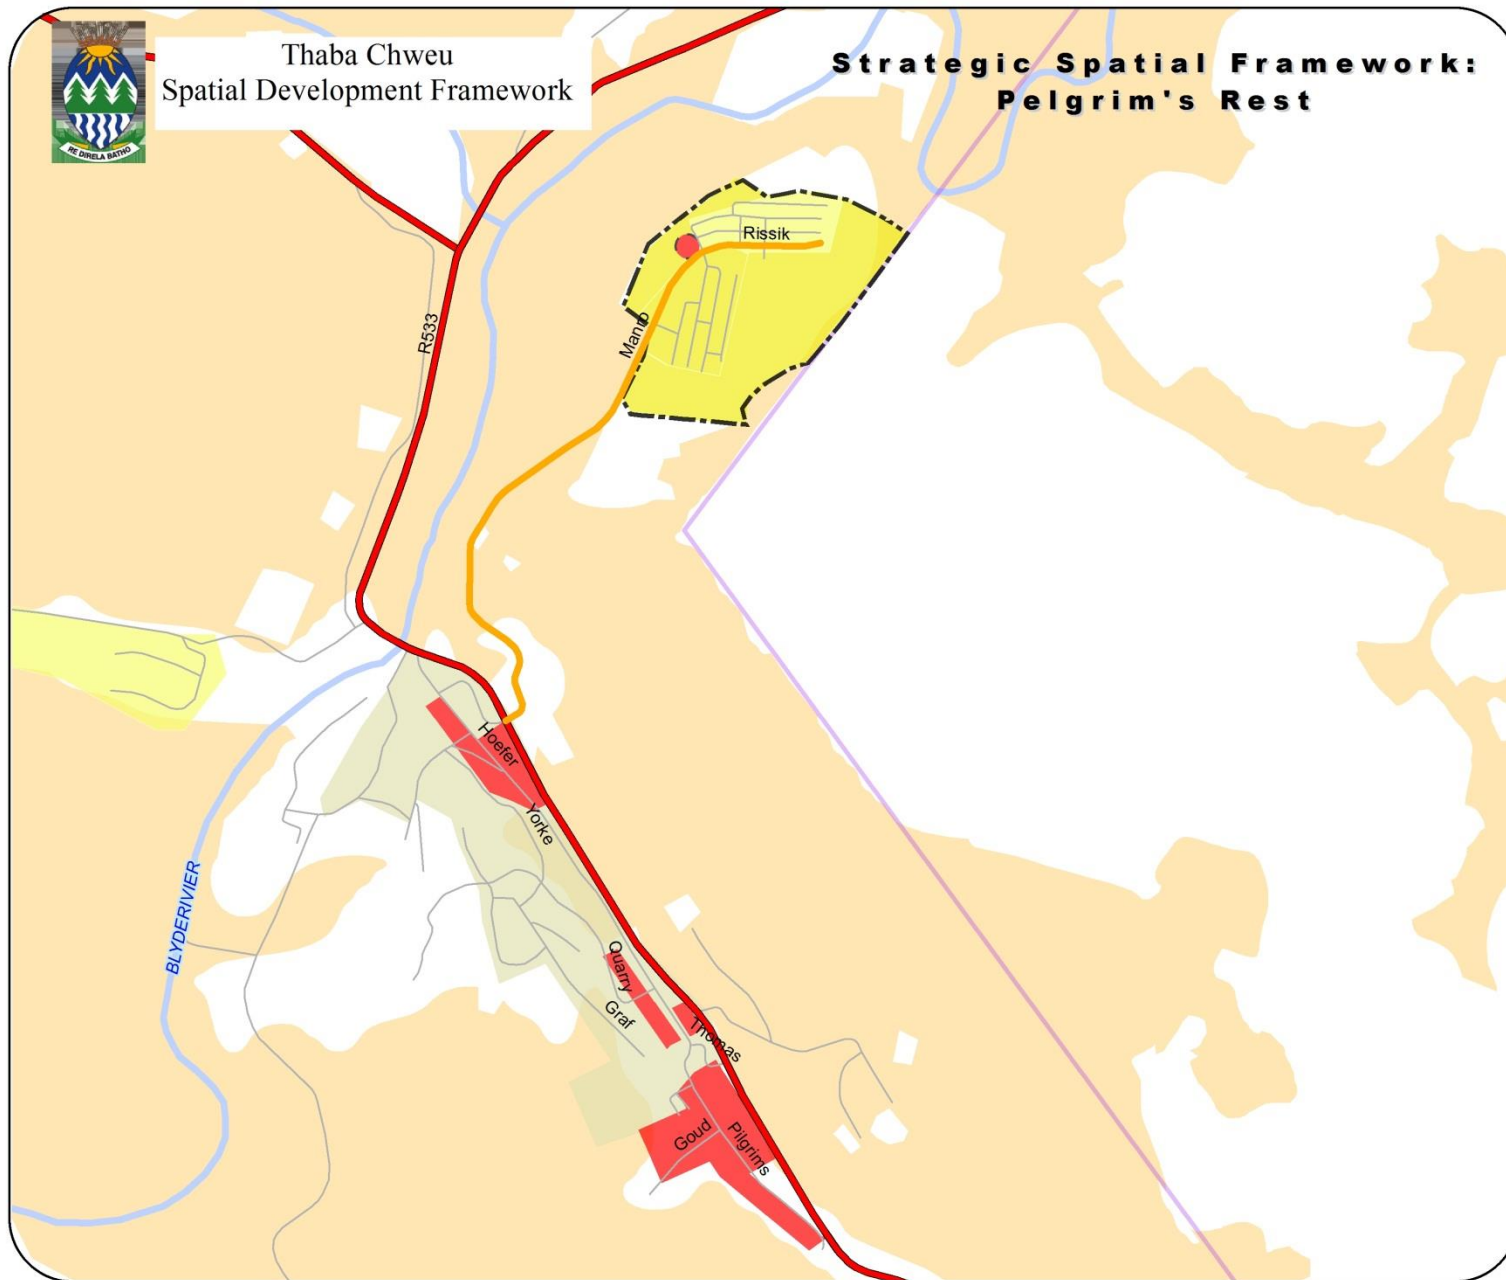 Thaba Chweu
Spatial Development Framework
RE DIRELA BATHO
Strategic Spatial Framework:
Pelgrim's Rest
Rissik
R533
Manro
Hoefer
Yorke
BLYDERIVIER
Quarry
Graf
Thomas
Goud
Pilgrims